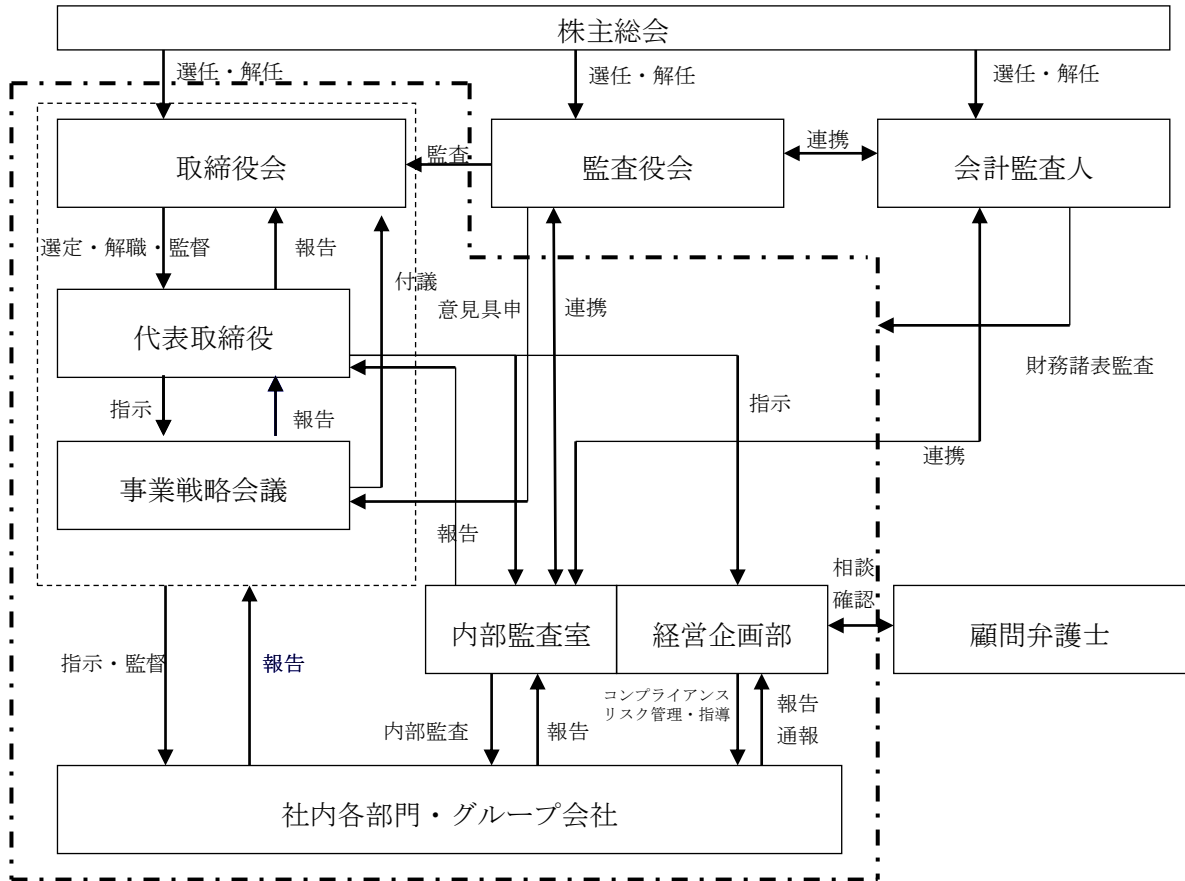 株主総会
選任・解任
選任・解任
選任・解任
取締役会
監査
監査役会
連携
会計監査人
選定・解職・監督
報告
付議
意見具申
連携
代表取締役
財務諸表監査
指示
報告
指示
連携
事業戦略会議
報告
相談
確認
内部監査室
経営企画部
顧問弁護士
指示・監督
報告
内部監査
報告
コンプライアンス
リスク管理・指導
報告
通報
社内各部門・グループ会社